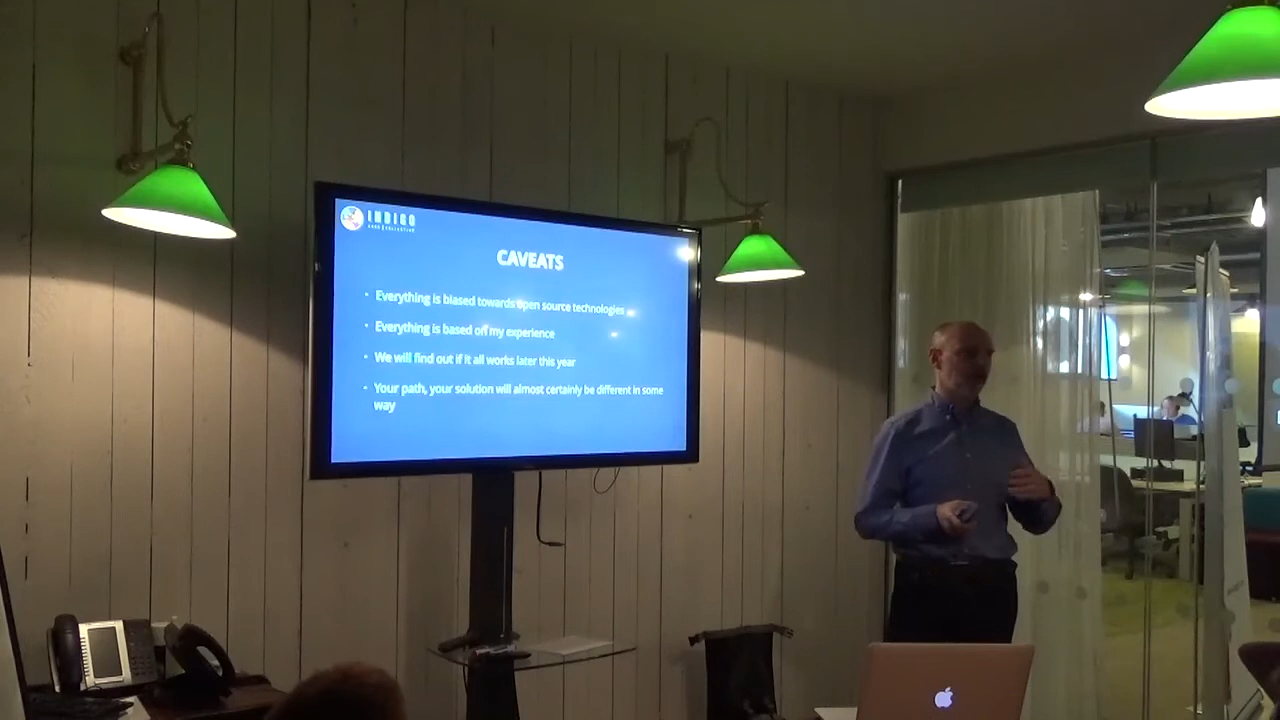 INDIGO
CAVEATS
Everything is biased towards open source technologies
Everything is based on my experience
We will find out if it all works later this year
Your path, your solution will almost certainly be different in some
way